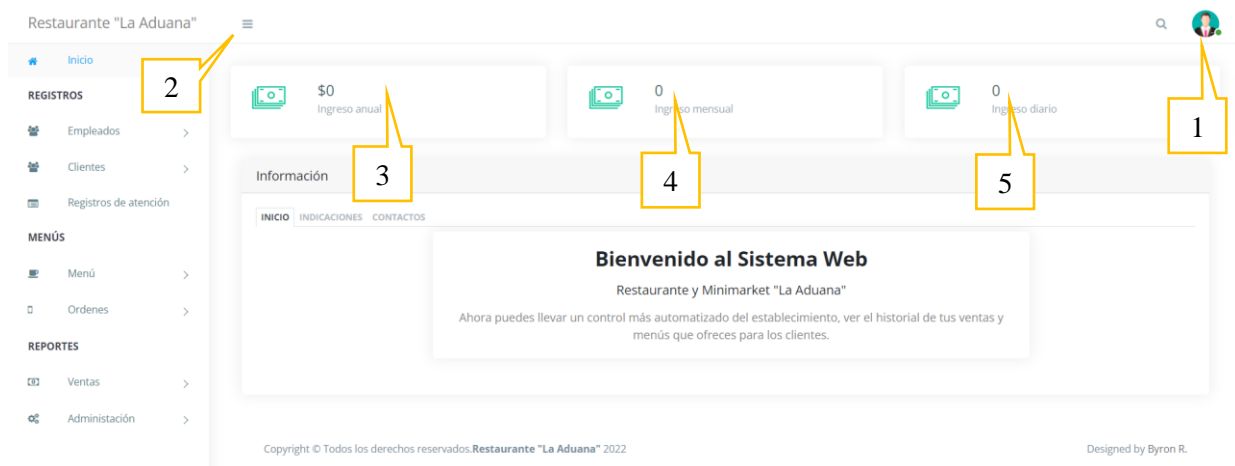 Restaurante "La Aduana"
Inicio
REGISTROS
Empleados
Clientes
Registros de atención
MENÚS
Menú
Ordenes
REPORTES
Ventas
Administación
2
1
$0
Ingreso anual
3
0
Ingreso mensual
4
0
Ingreso diario
5
Información
INICIO INDICACIONES CONTACTOS
Bienvenido al Sistema Web
Restaurante y Minimarket "La Aduana"
Ahora puedes llevar un control más automatizado del establecimiento, ver el historial de tus ventas y
menús que ofreces para los clientes.
Copyright © Todos los derechos reservados.Restaurante "La Aduana" 2022
Designed by Byron R.